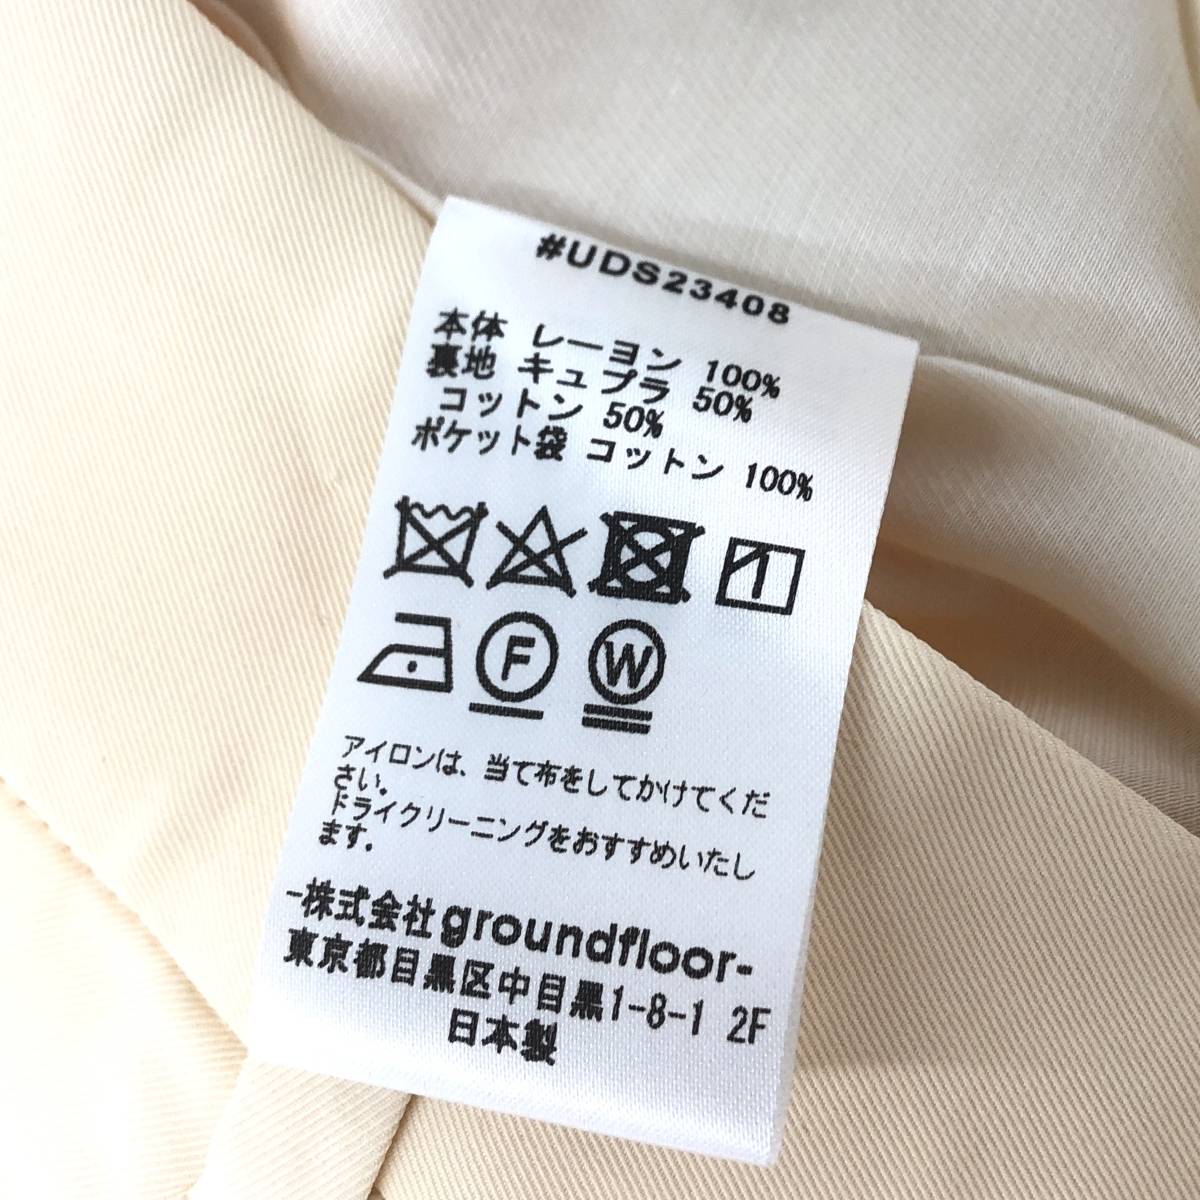 #UDS23408
本体 レーヨン 100%
裏地 キュプラ 50%
コットン 50%
ポケット袋 コットン 100%
F W
アイロンは、当て布をしてかけてくだ
さい。
ドライクリーニングをおすすめいたし
ます。
-株式会社groundfloor-
東京都目黒区中目黒1-8-1 2F
日本製